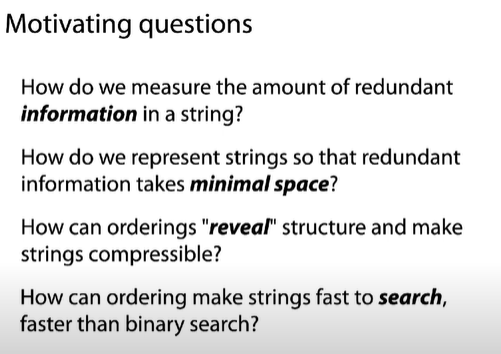 Motivating questions
How do we measure the amount of redundant
information in a string?
How do we represent strings so that redundant
information takes minimal space?
How can orderings "reveal" structure and make
strings compressible?
How can ordering make strings fast to search,
faster than binary search?